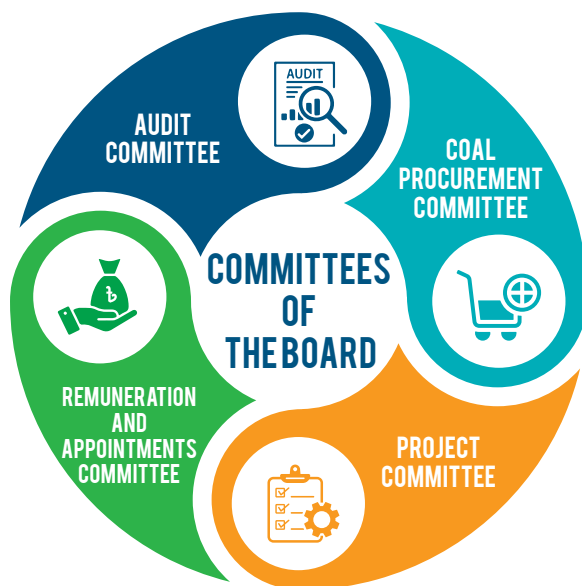 AUDIT
AUDIT
COMMITTEE
COAL
PROCUREMENT
COMMITTEE
COMMITTEES
OF
THE BOARD
৳
REMUNERATION
AND
APPOINTMENTS
COMMITTEE
PROJECT
COMMITTEE